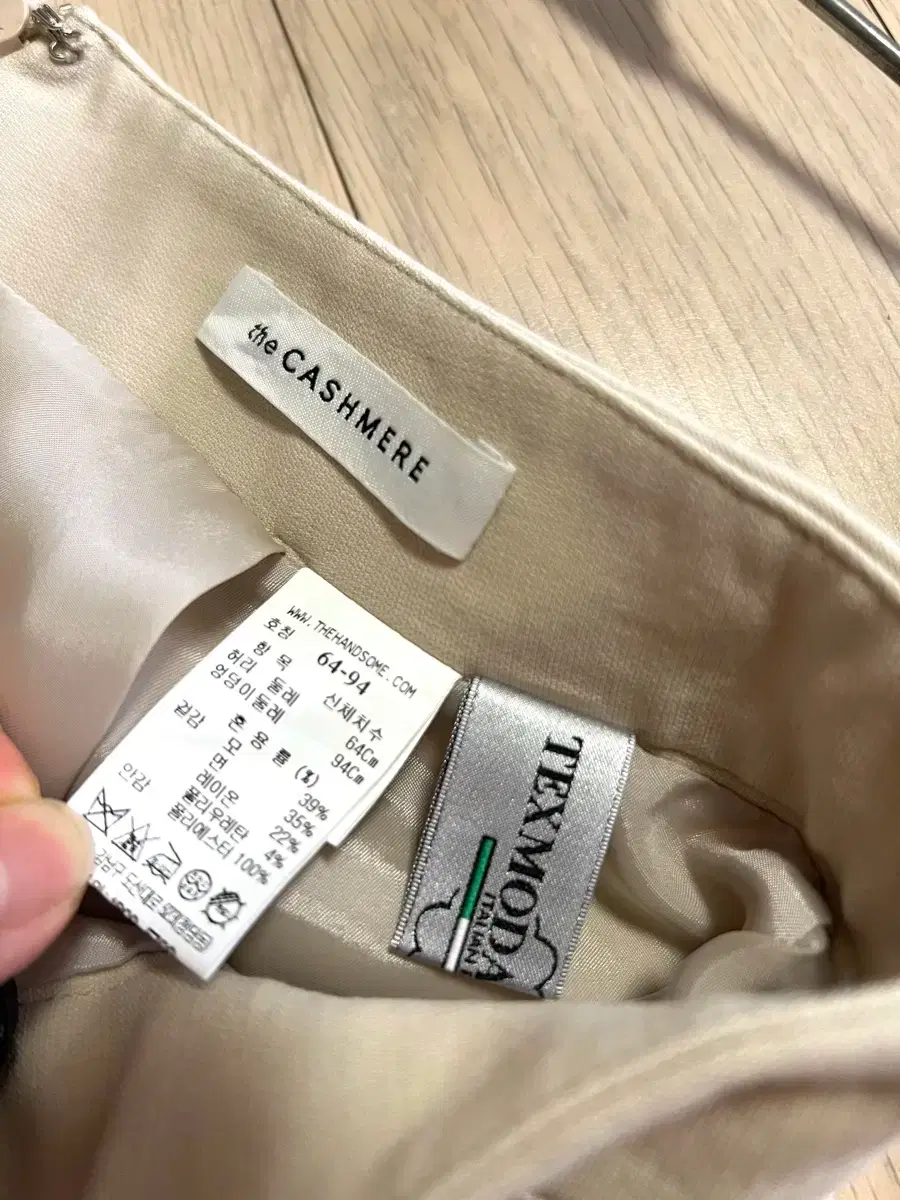 the CASHMERE
WWW.THEHANDSOME.COM
호칭 64-94
항 목 신체치수
허리 둘레 64Cm
엉덩이둘레 94Cm
겉감 혼 용 률 (%)
모 39%
면 35%
레이온 22%
폴리우레탄 4%
안감 폴리에스터 100%
TEXMODA
ITALIAN